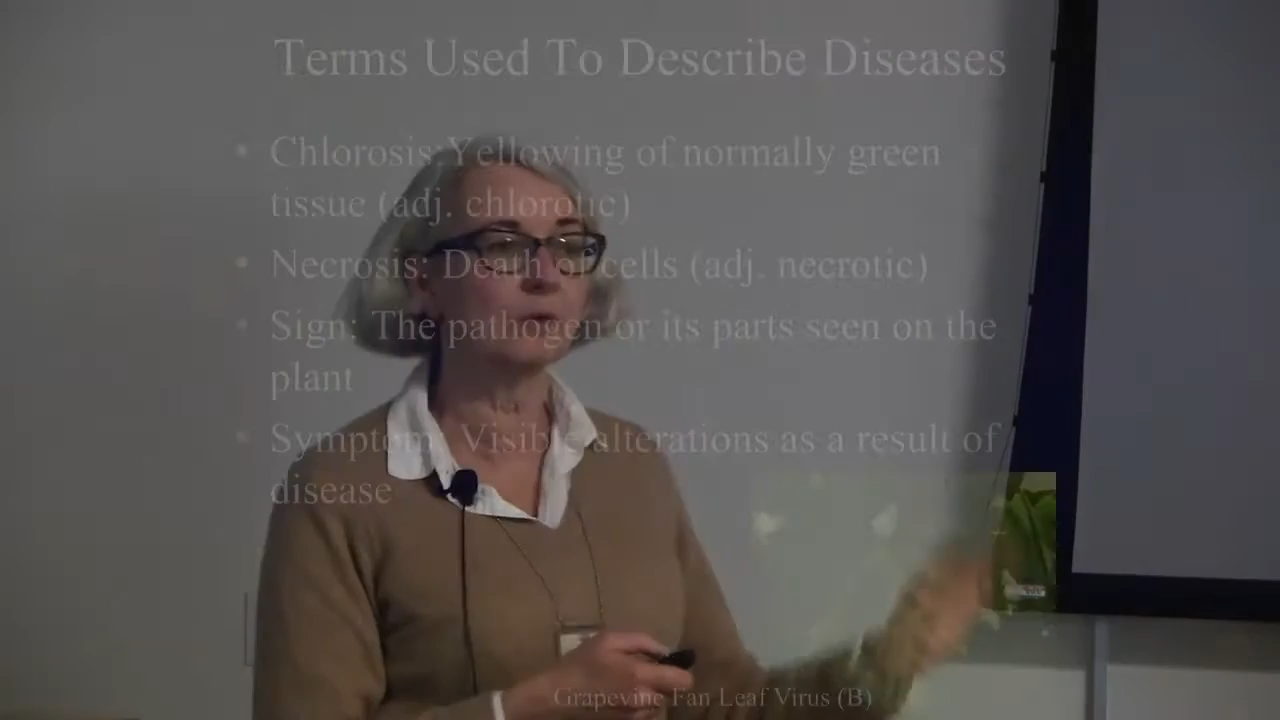 Terms Used To Describe Diseases
• Chlorosis: Yellowing of normally green
tissue (adj. chlorotic)
• Necrosis: Death of cells (adj. necrotic)
• Sign: The pathogen or its parts seen on the
plant
• Symptom: Visible alterations as a result of
disease
Grapevine Fan Leaf Virus (B)